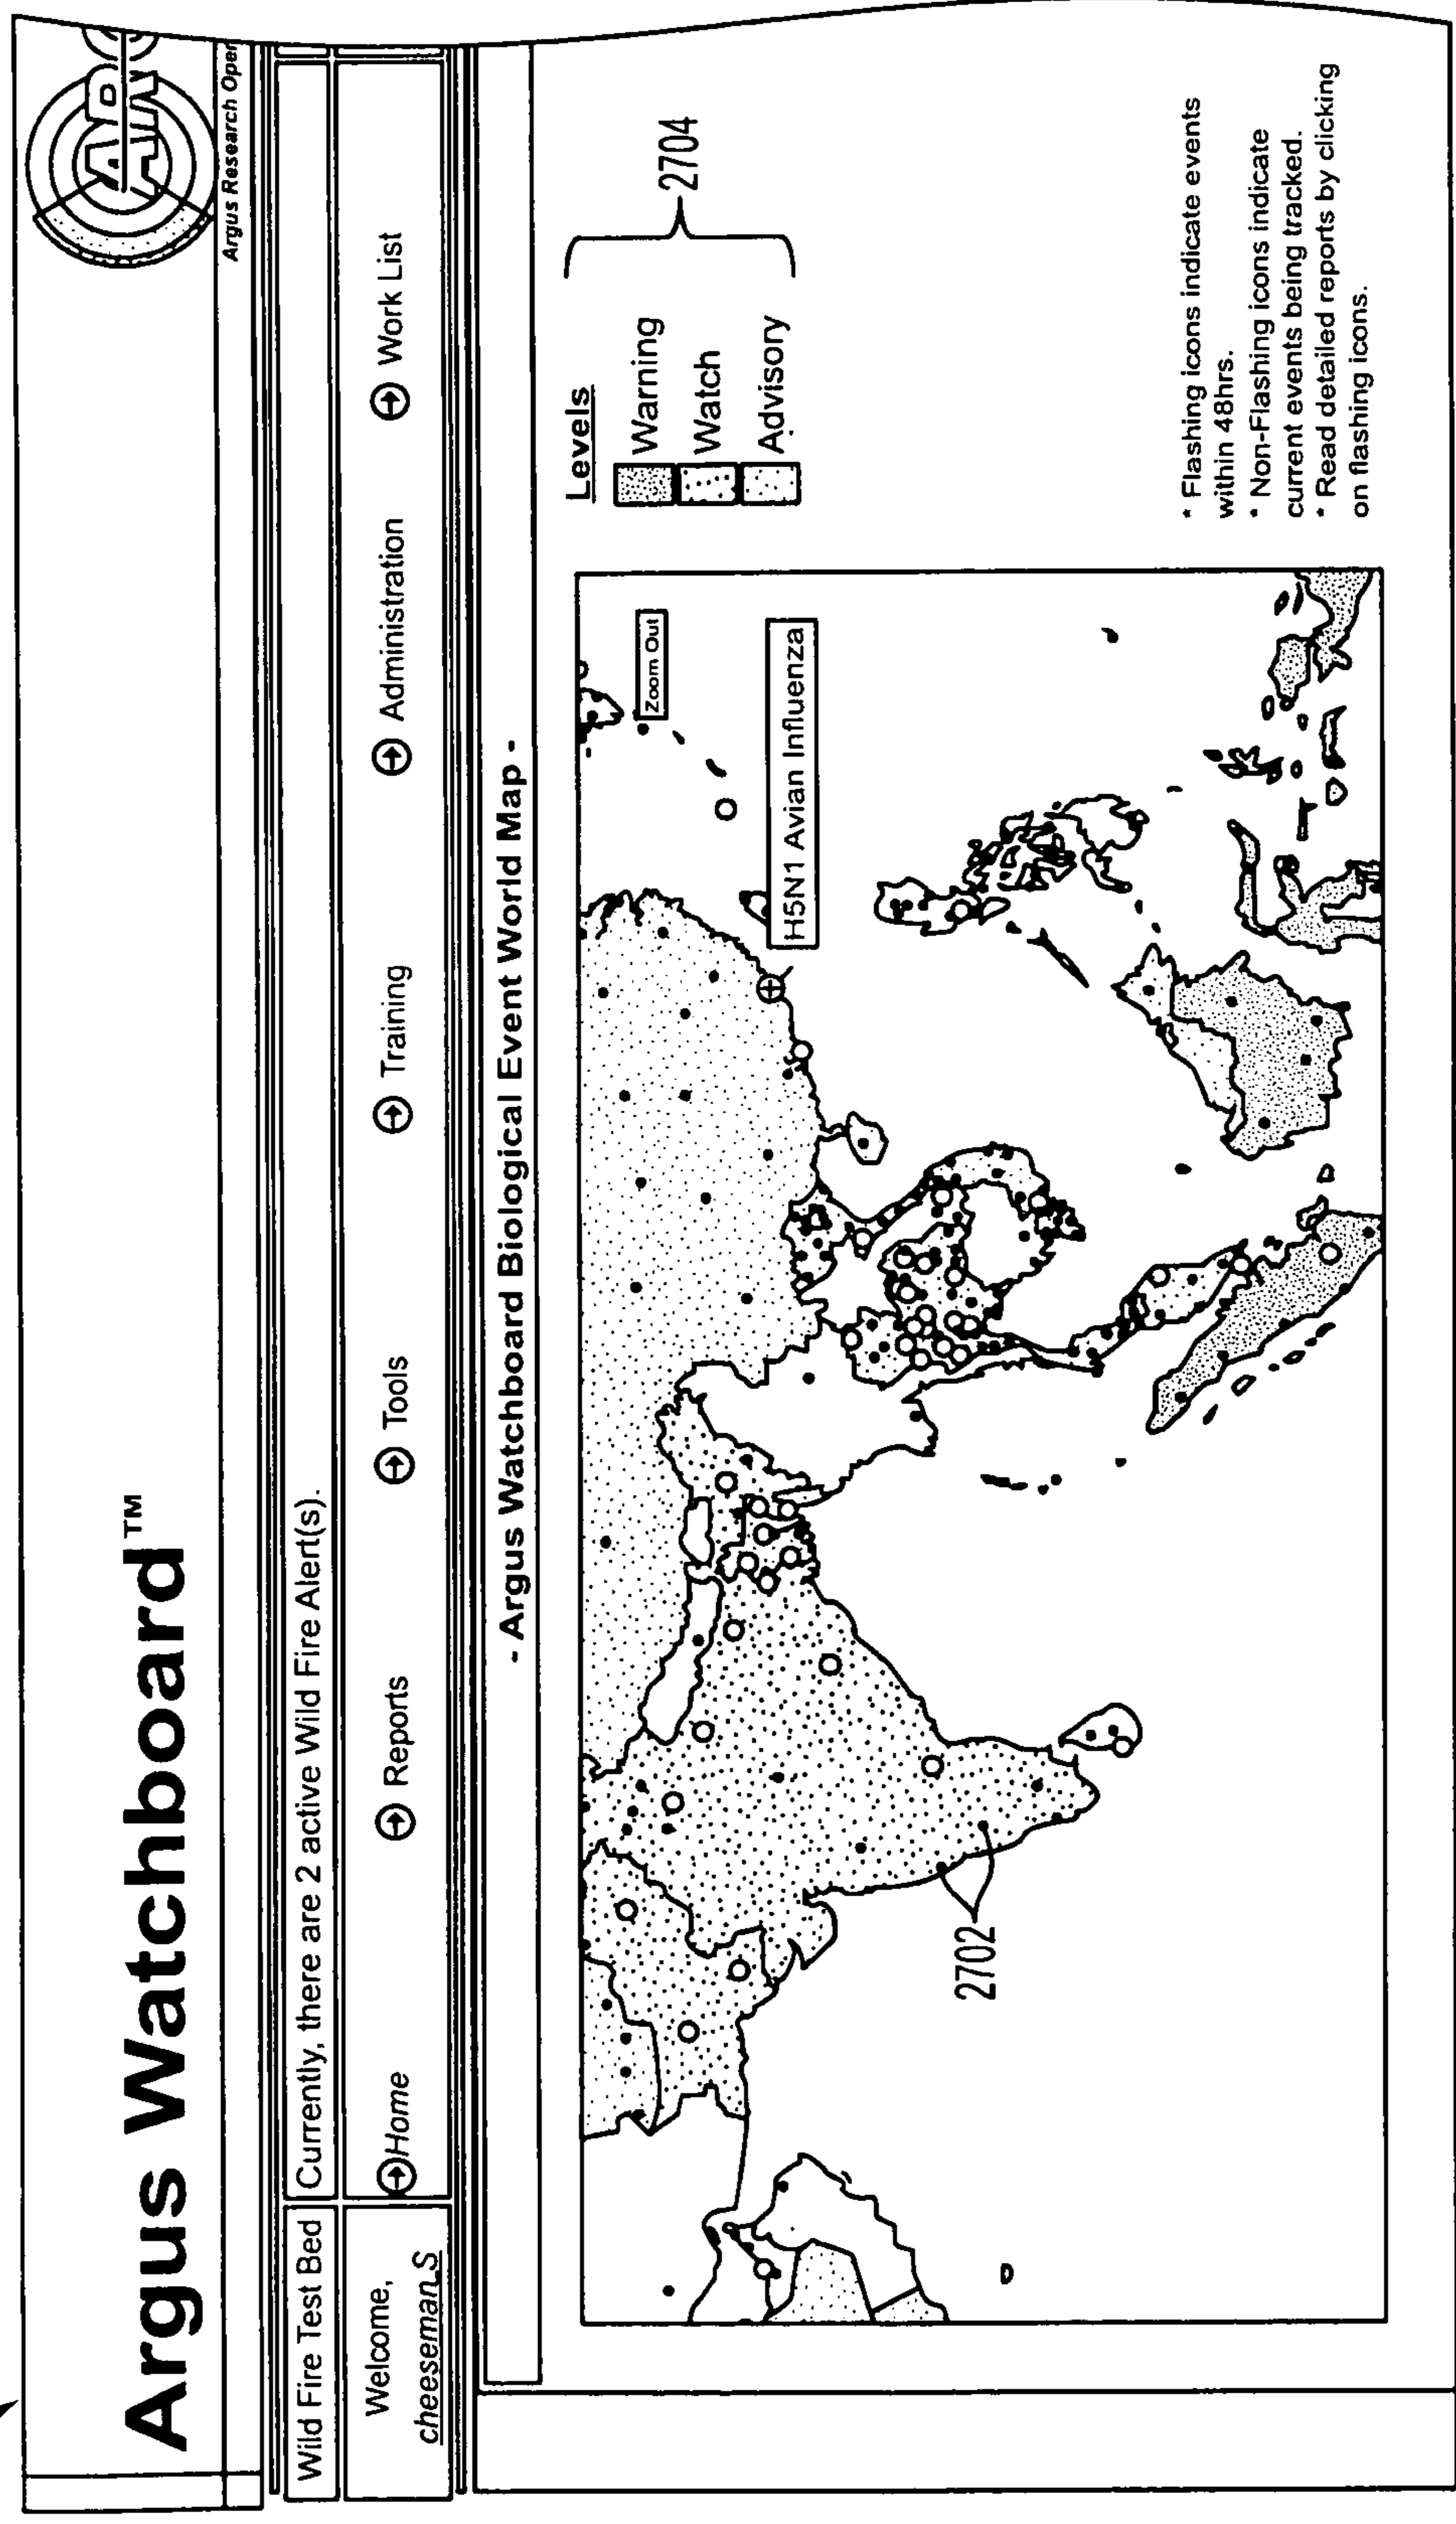 Argus Watchboard™
Argus Research Oper
Wild Fire Test Bed
Currently, there are 2 active Wild Fire Alert(s).
Welcome,
cheeseman_S
Home
Reports
Tools
Training
Administration
Work List
- Argus Watchboard Biological Event World Map -
Zoom Out
H5N1 Avian Influenza
2702
Levels
Warning
Watch
Advisory
2704
* Flashing icons indicate events
within 48hrs.
* Non-Flashing icons indicate
current events being tracked.
* Read detailed reports by clicking
on flashing icons.